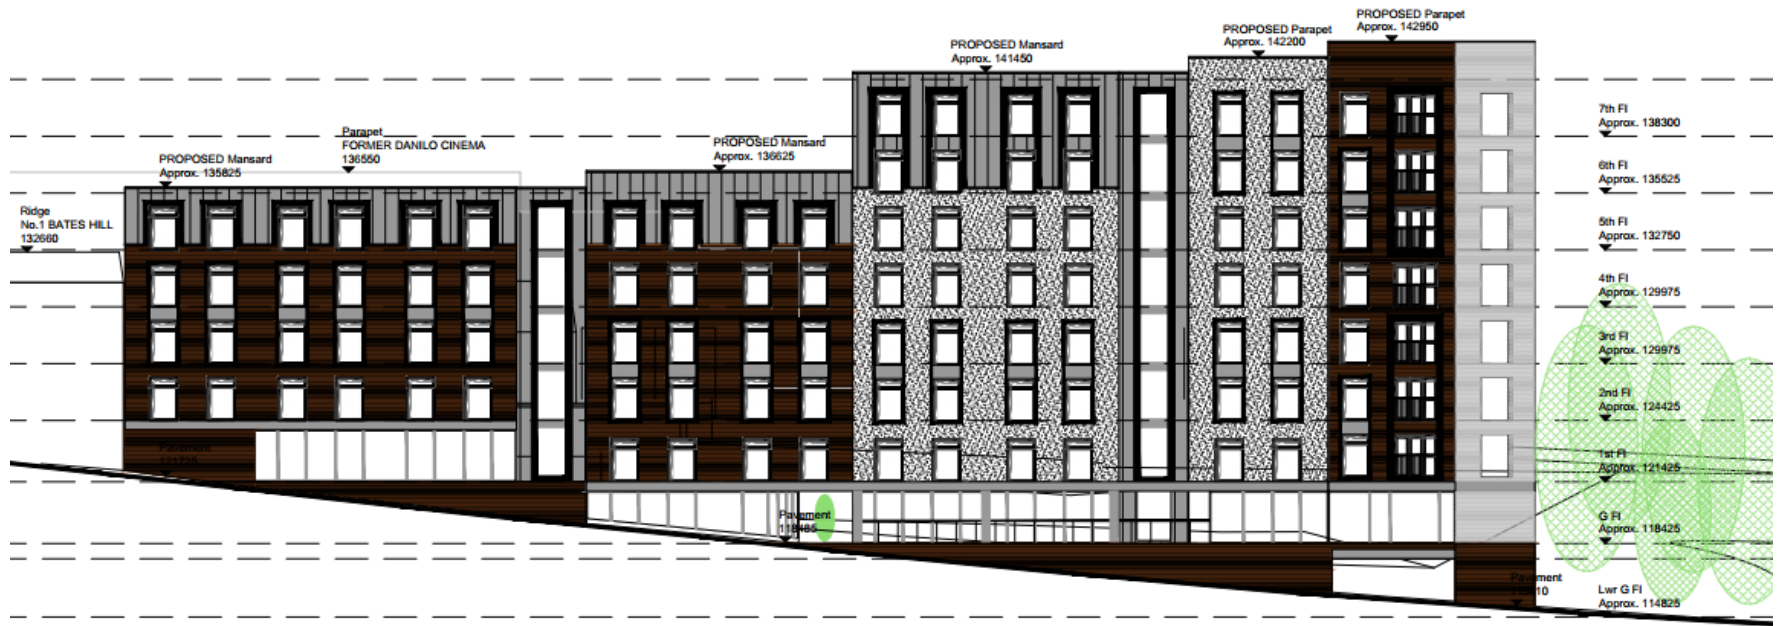 PROPOSED Parapet
Approx. 142950
PROPOSED Parapet
Approx. 142200
PROPOSED Mansard
Approx. 141450
Parapet
FORMER DANILO CINEMA
136550
PROPOSED Mansard
Approx. 136625
PROPOSED Mansard
Approx. 135825
Ridge
No.1 BATES HILL
132660
7th Fl
Approx. 138300
6th Fl
Approx. 135525
5th Fl
Approx. 132750
4th Fl
Approx. 129975
3rd Fl
Approx. 129975
2nd Fl
Approx. 124425
1st Fl
Approx. 121425
G Fl
Approx. 118425
Lwr G Fl
Approx. 114825
Pavement
Pavement
118485
Pavement